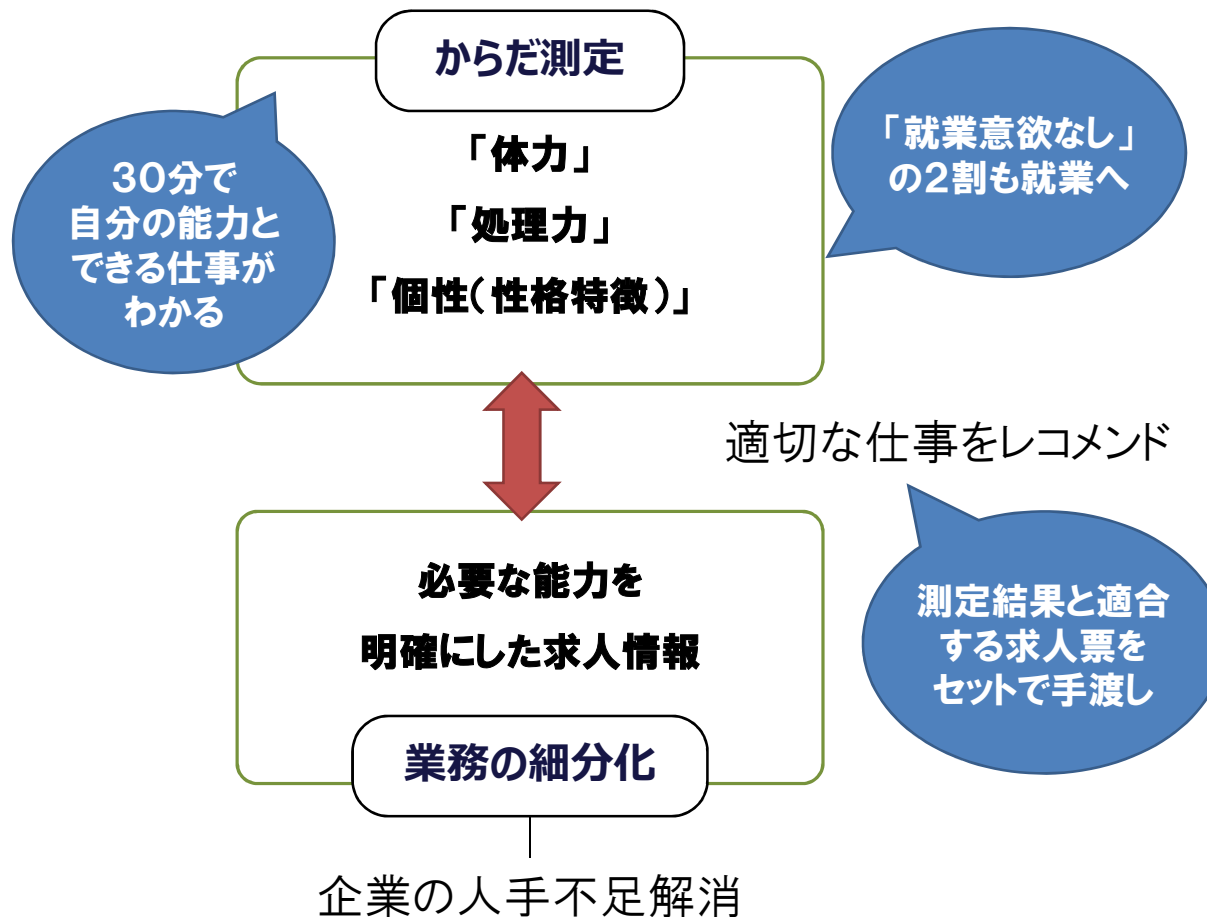 からだ測定
「体力」
「処理力」
「個性(性格特徴)」
30分で
自分の能力と
できる仕事が
わかる
「就業意欲なし」
の2割も就業へ
適切な仕事をレコメンド
必要な能力を
明確にした求人情報
測定結果と適合
する求人票を
セットで手渡し
業務の細分化
企業の人手不足解消